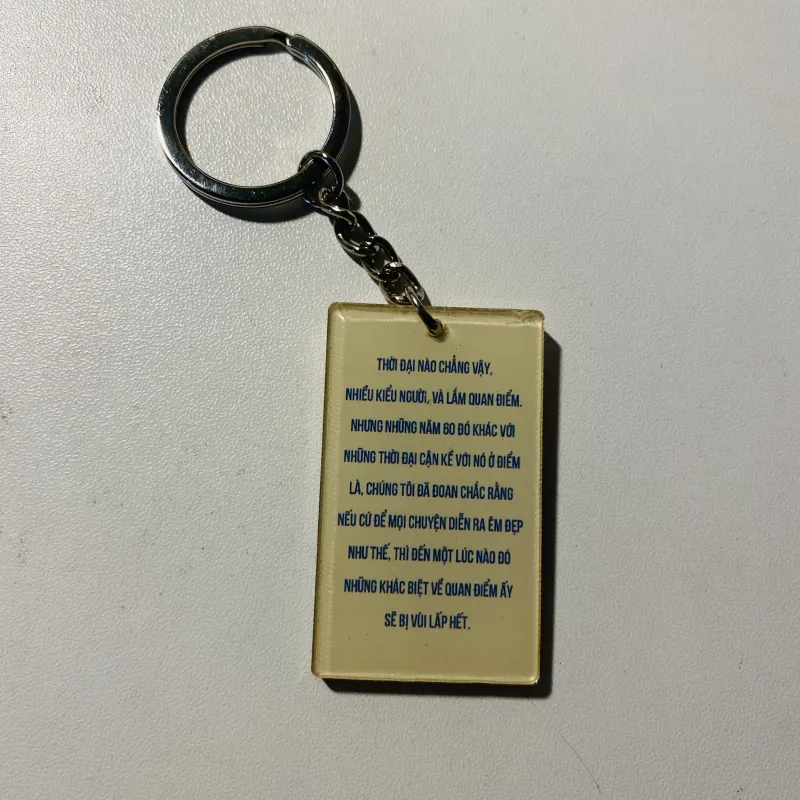 THỜI ĐẠI NÀO CHẲNG VẬY,
NHIỀU KIỂU NGƯỜI, VÀ LẮM QUAN ĐIỂM.
NHƯNG NHỮNG NĂM 60 ĐÓ KHÁC VỚI
NHỮNG THỜI ĐẠI CẬN KỀ VỚI NÓ Ở ĐIỂM
LÀ, CHÚNG TÔI ĐÃ ĐOAN CHẮC RẰNG
NẾU CỨ ĐỂ MỌI CHUYỆN DIỄN RA ÊM ĐẸP
NHƯ THẾ, THÌ ĐẾN MỘT LÚC NÀO ĐÓ
NHỮNG KHÁC BIỆT VỀ QUAN ĐIỂM ẤY
SẼ BỊ VÙI LẤP HẾT.